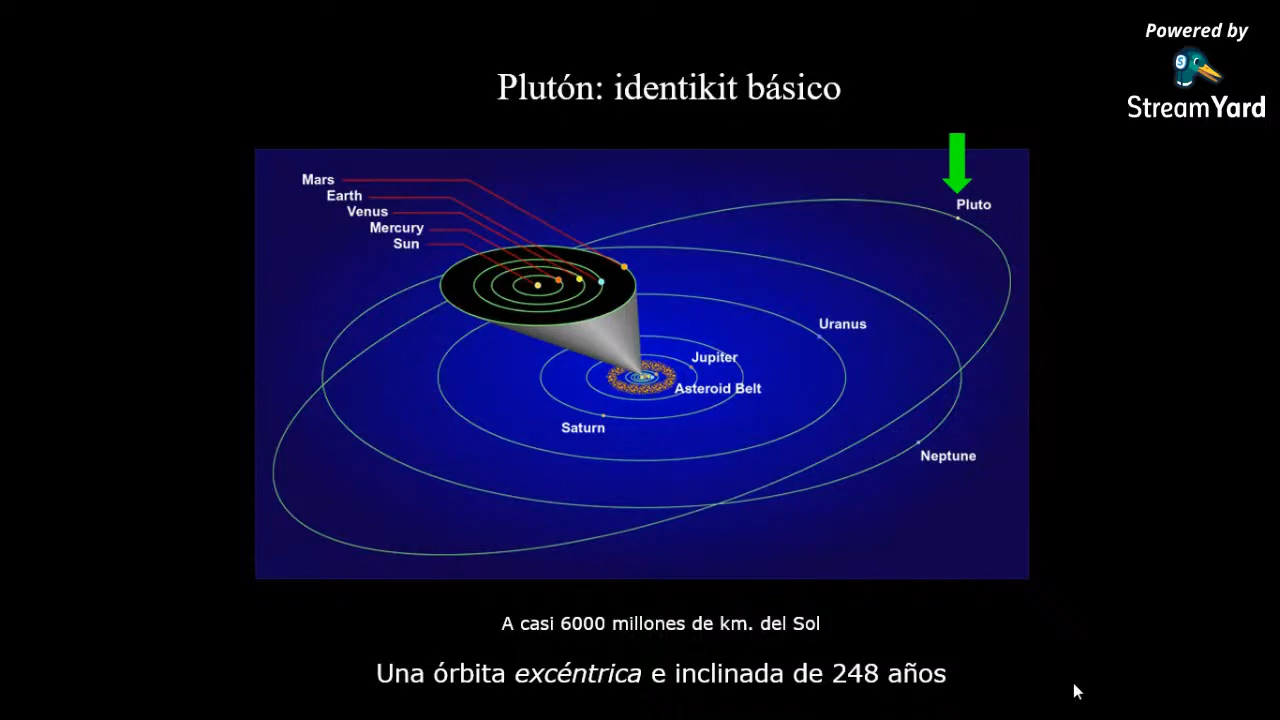 Powered by
StreamYard
Plutón: identikit básico
Mars
Earth
Venus
Mercury
Sun
Pluto
Uranus
Jupiter
Asteroid Belt
Saturn
Neptune
A casi 6000 millones de km. del Sol
Una órbita excéntrica e inclinada de 248 años